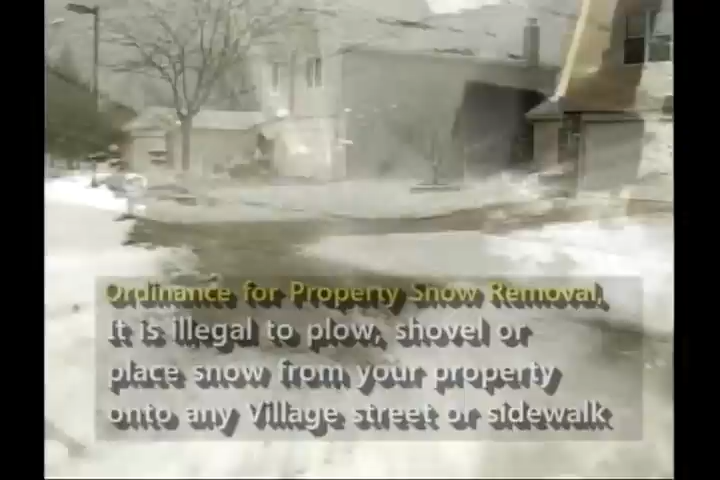 Ordinance for Property Snow Removal,
It is illegal to plow, shovel or
place snow from your property
onto any Village street or sidewalk